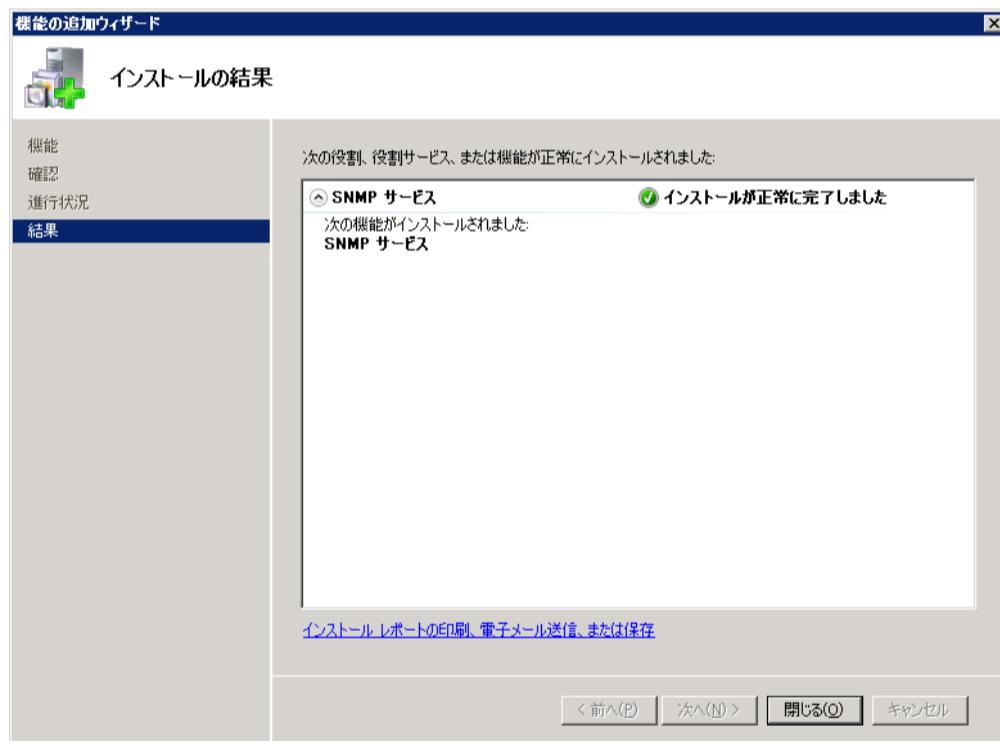 機能の追加ウィザード
インストールの結果
機能
確認
進行状況
結果
次の役割、役割サービス、または機能が正常にインストールされました:
SNMP サービス
インストールが正常に完了しました
次の機能がインストールされました:
SNMP サービス
インストール レポートの印刷、電子メール送信、または保存
< 前へ(P)
次へ(N) >
閉じる(O)
キャンセル